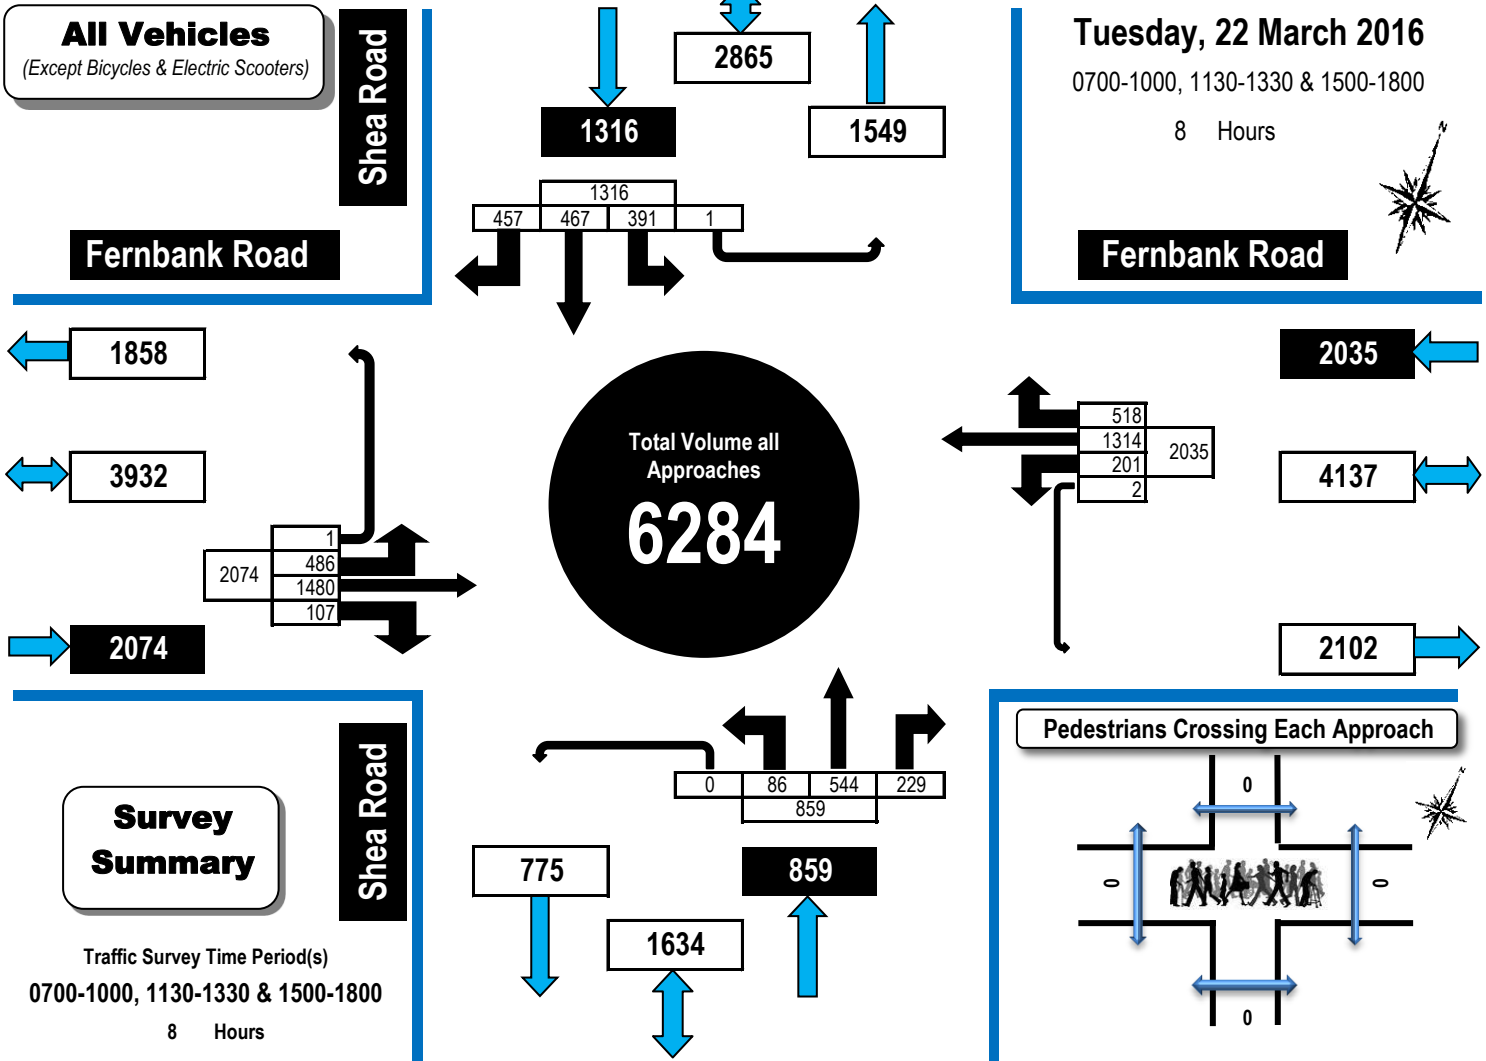 All Vehicles
(Except Bicycles & Electric Scooters)
Shea Road
Fernbank Road
2865
1316
1549
1316
457 467 391 1
Tuesday, 22 March 2016
0700-1000, 1130-1330 & 1500-1800
8 Hours
N
Fernbank Road
1858
3932
1
486
2074
1480
107
2074
Total Volume all
Approaches
6284
518
1314
2035
201
2
2035
4137
2102
0 86 544 229
859
775
859
1634
Survey
Summary
Shea Road
Traffic Survey Time Period(s)
0700-1000, 1130-1330 & 1500-1800
8 Hours
Pedestrians Crossing Each Approach
N
0
0
0
0